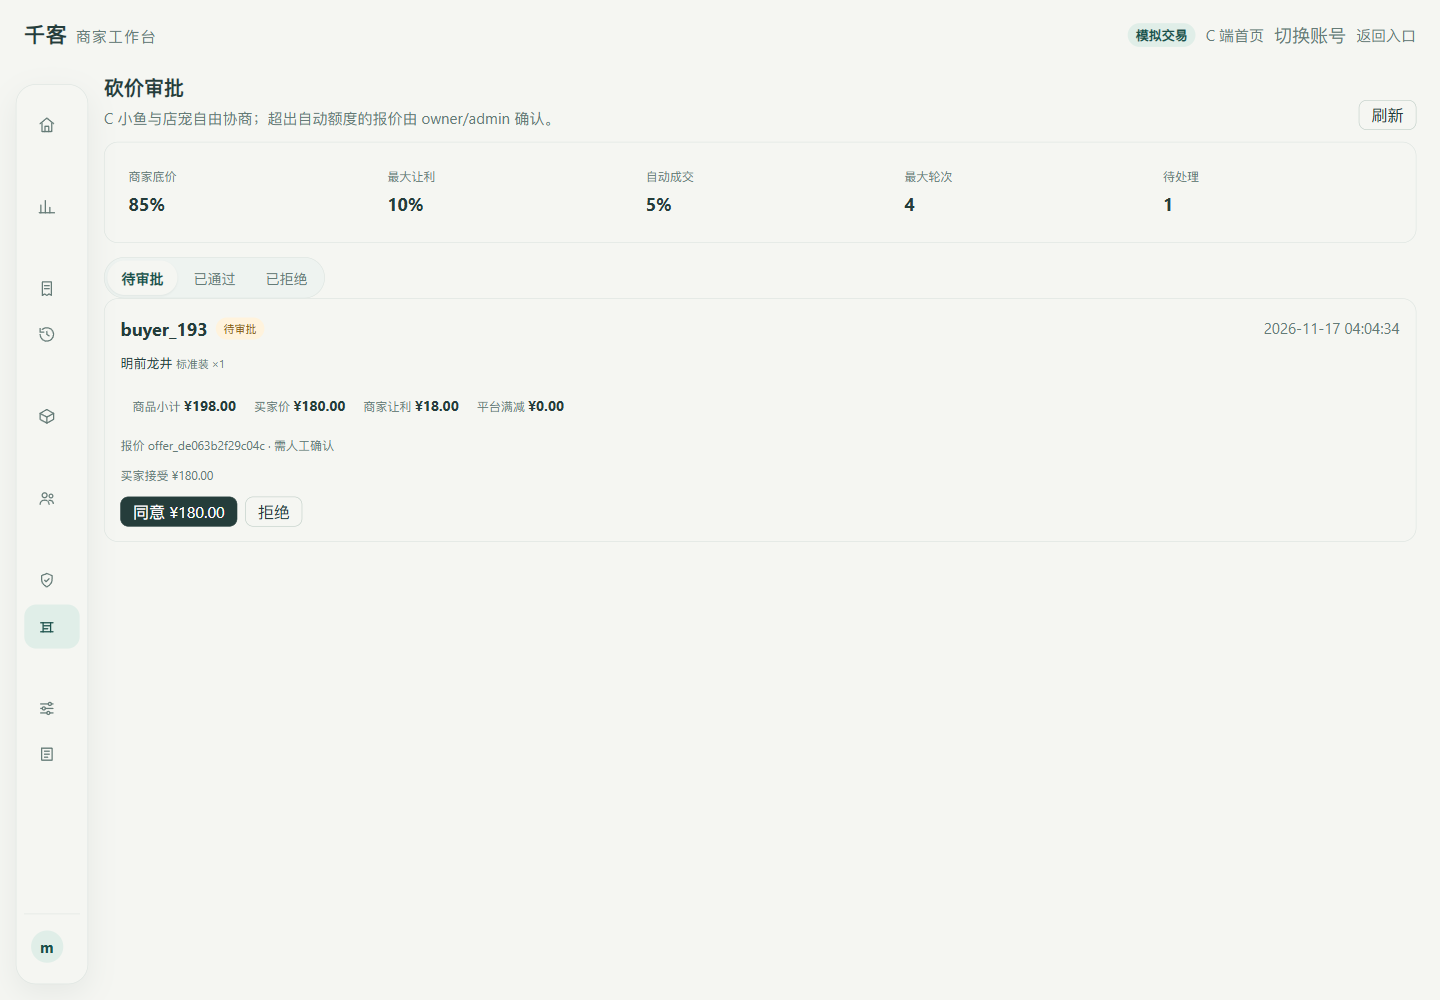 千客 商家工作台
模拟交易 C 端首页 切换账号 返回入口
砍价审批
C 小鱼与店宠自由协商；超出自动额度的报价由 owner/admin 确认。
刷新
商家底价 最大让利 自动成交 最大轮次 待处理
85% 10% 5% 4 1
待审批 已通过 已拒绝
buyer_193 待审批 2026-11-17 04:04:34
明前龙井 标准装 ×1
商品小计 ¥198.00 买家价 ¥180.00 商家让利 ¥18.00 平台满减 ¥0.00
报价 offer_de063b2f29c04c · 需人工确认
买家接受 ¥180.00
同意 ¥180.00 拒绝
m